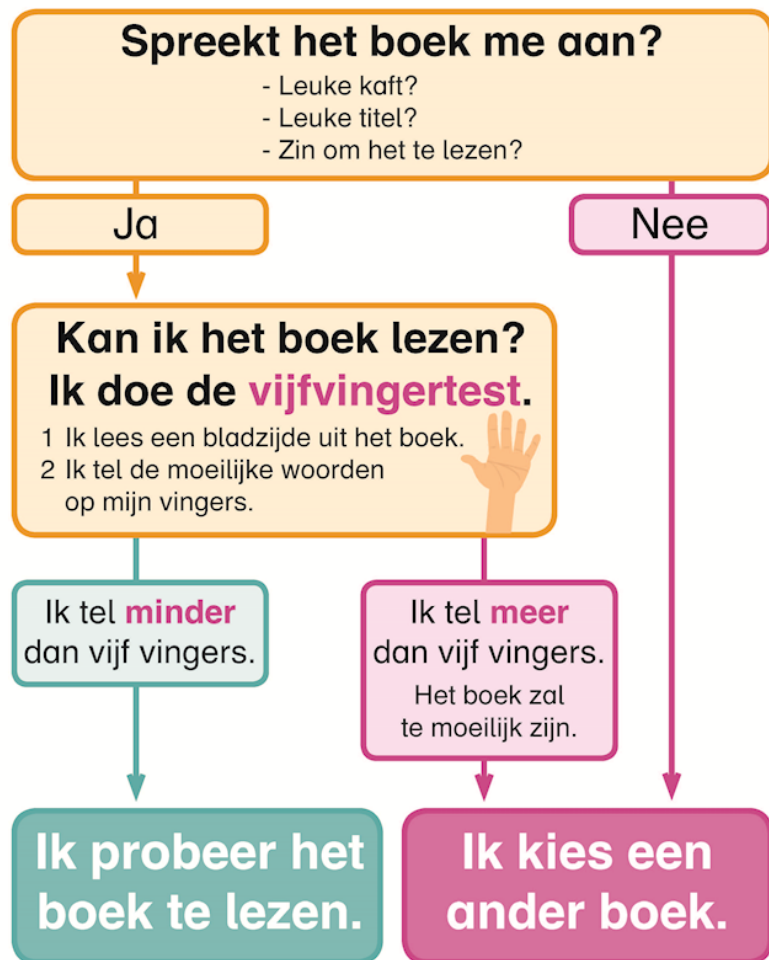 Spreekt het boek me aan?
- Leuke kaft?
- Leuke titel?
- Zin om het te lezen?
Ja
Nee
Kan ik het boek lezen?
Ik doe de vijfvingertest.
1 Ik lees een bladzijde uit het boek.
2 Ik tel de moeilijke woorden
op mijn vingers.
Ik tel minder
dan vijf vingers.
Ik tel meer
dan vijf vingers.
Het boek zal
te moeilijk zijn.
Ik probeer het
boek te lezen.
Ik kies een
ander boek.